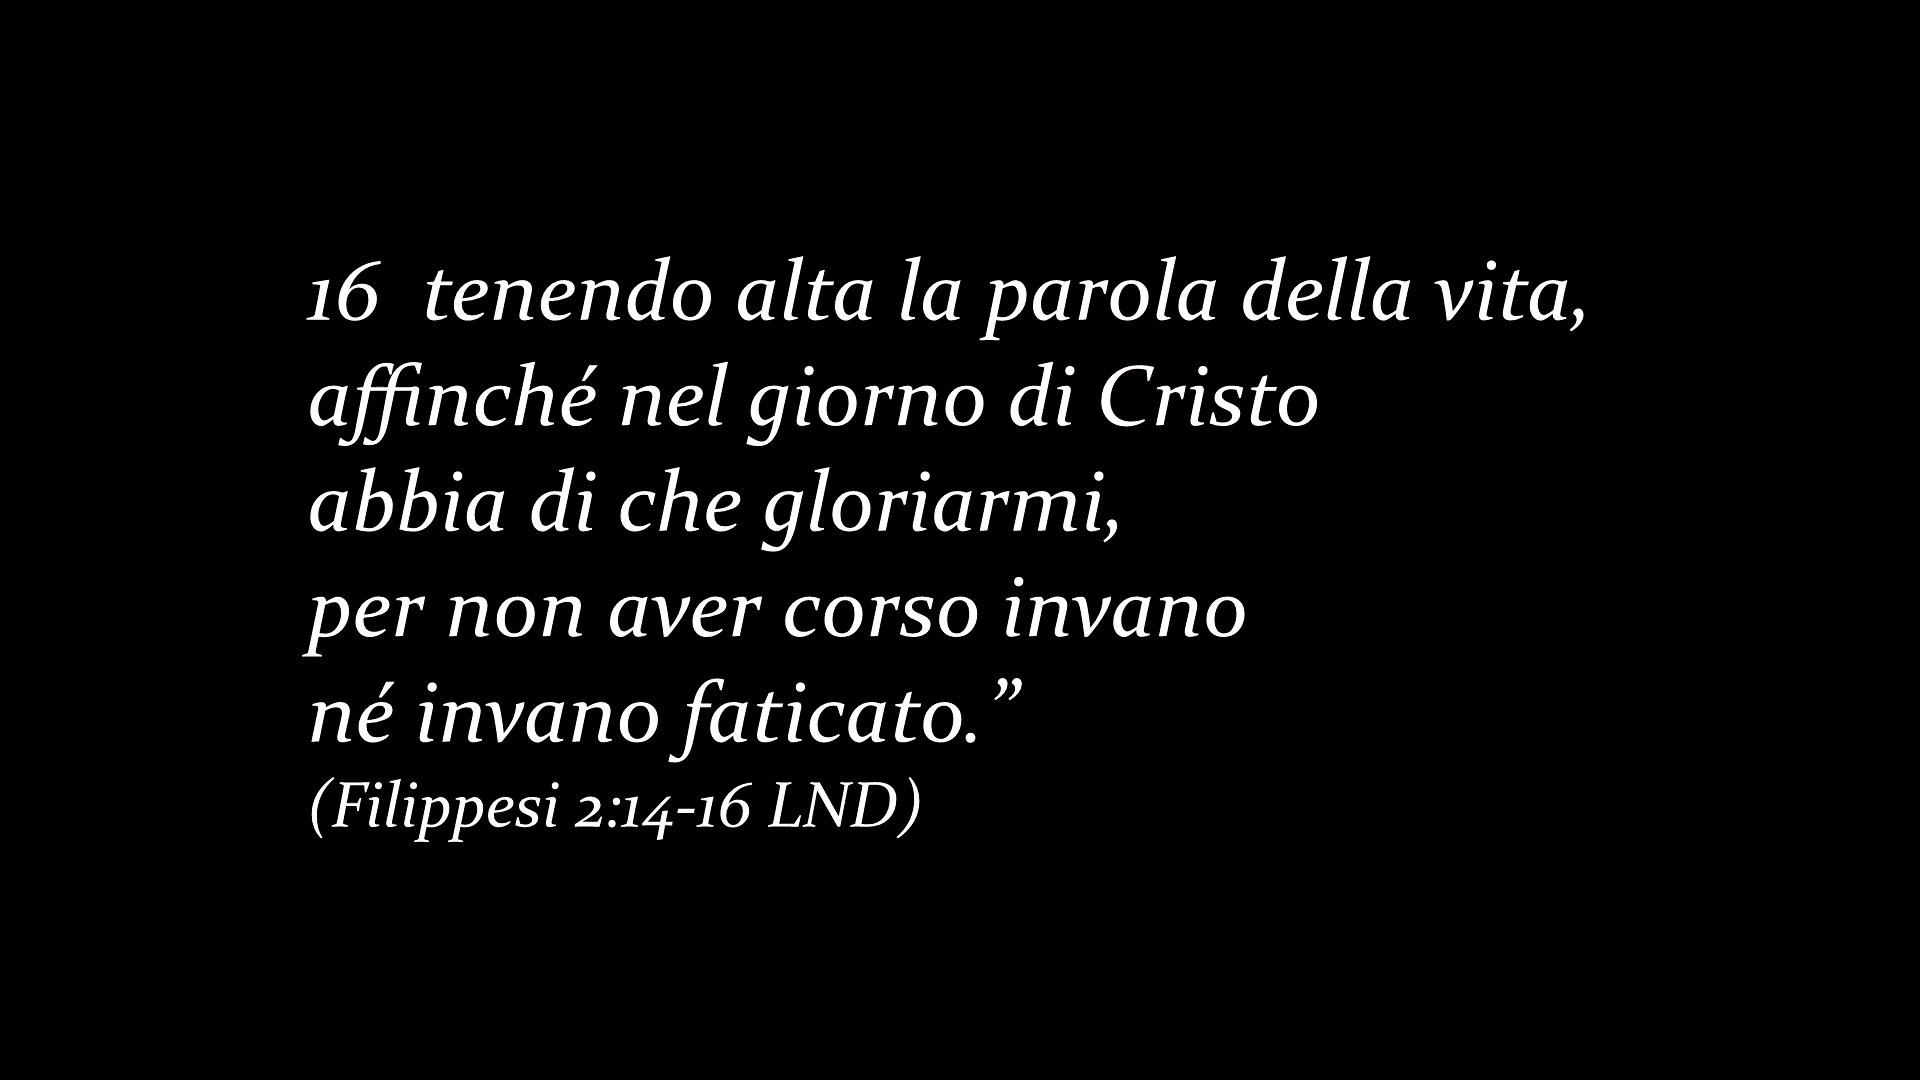 16  tenendo alta la parola della vita,
affinché nel giorno di Cristo
abbia di che gloriarmi,
per non aver corso invano
né invano faticato.”
(Filippesi 2:14-16 LND)